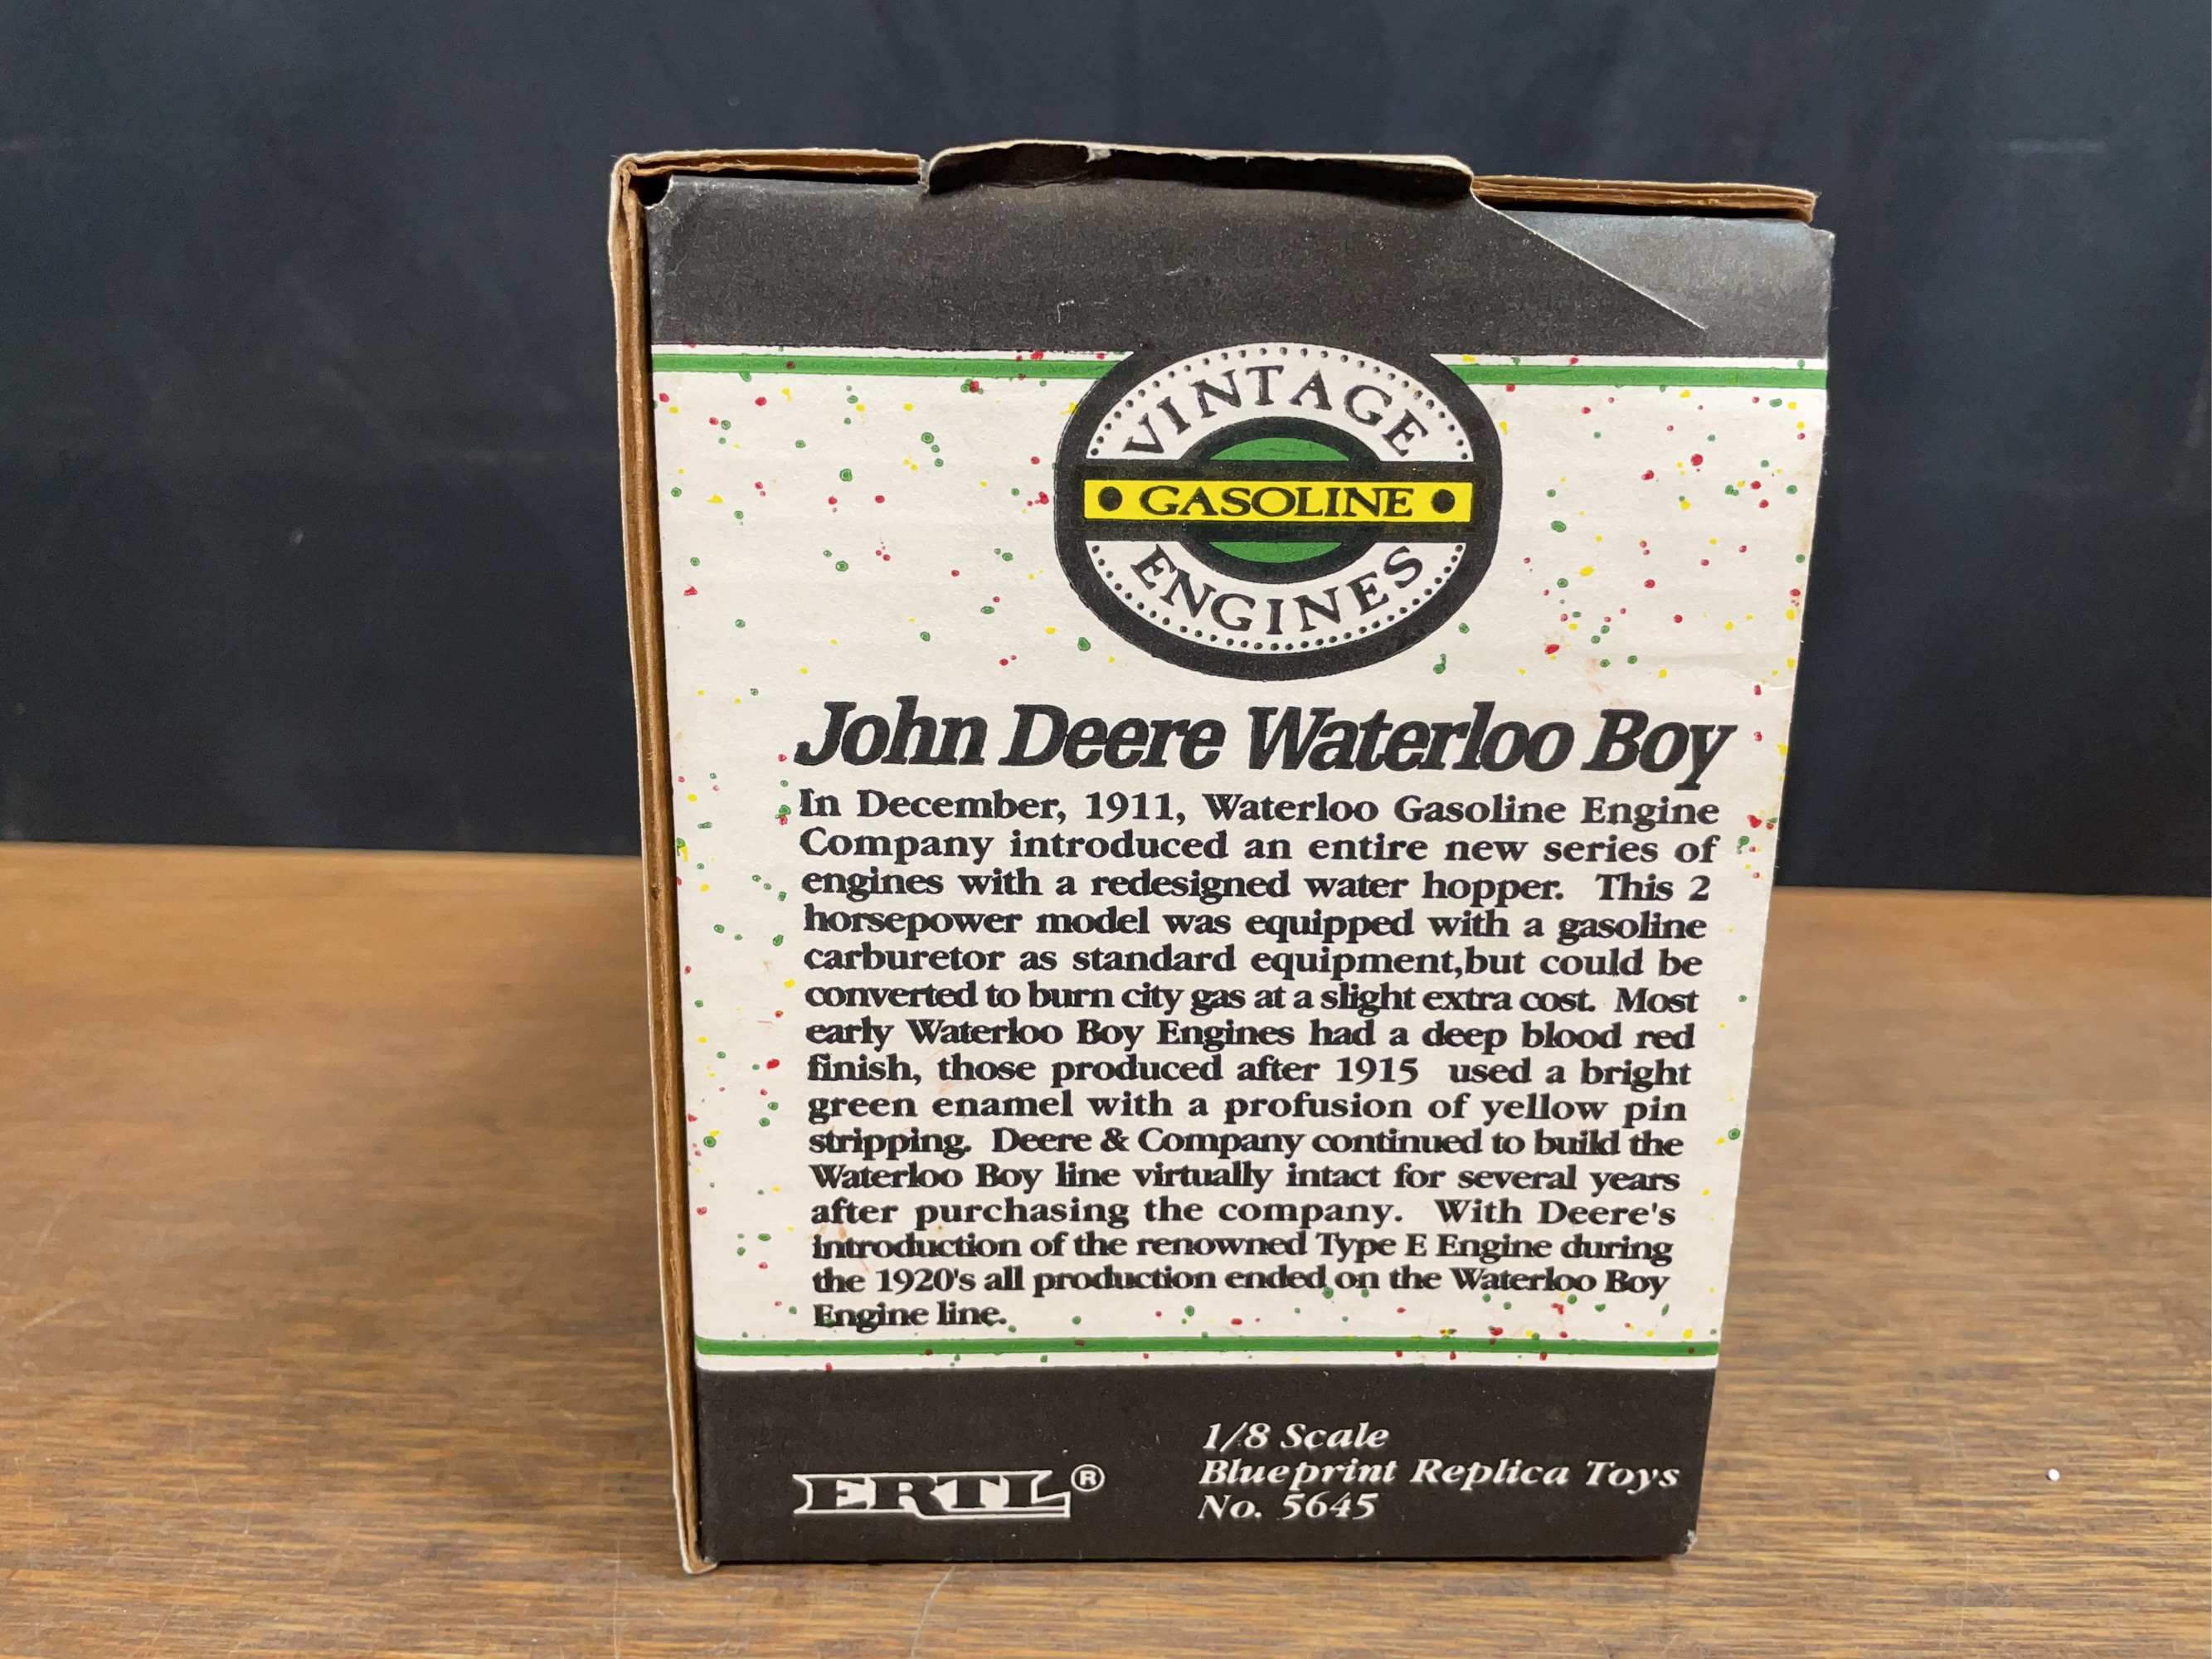 VINTAGE
• GASOLINE •
ENGINES
John Deere Waterloo Boy
In December, 1911, Waterloo Gasoline Engine
Company introduced an entire new series of
engines with a redesigned water hopper. This 2
horsepower model was equipped with a gasoline
carburetor as standard equipment,but could be
converted to burn city gas at a slight extra cost. Most
early Waterloo Boy Engines had a deep blood red
finish, those produced after 1915 used a bright
green enamel with a profusion of yellow pin
stripping. Deere & Company continued to build the
Waterloo Boy line virtually intact for several years
after purchasing the company. With Deere's
introduction of the renowned Type E Engine during
the 1920's all production ended on the Waterloo Boy
Engine line.
ERTL®
1/8 Scale
Blueprint Replica Toys
No. 5645